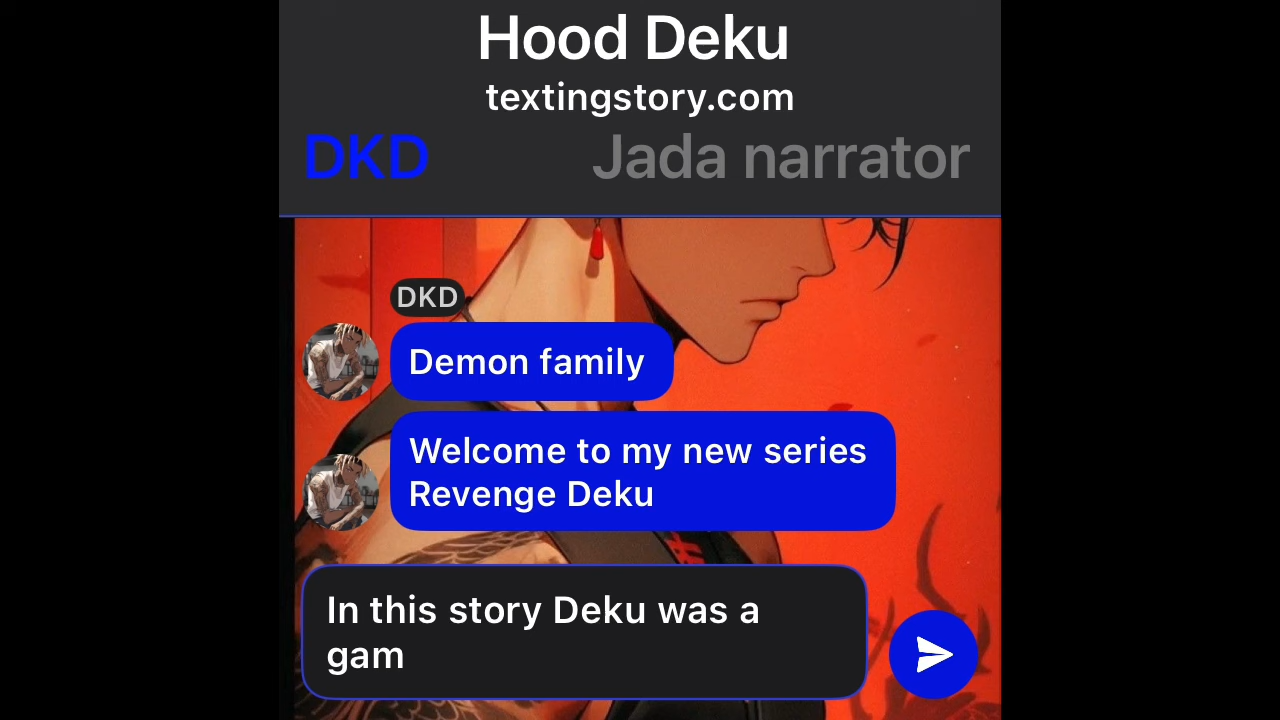 Hood Deku
textingstory.com
DKD
Jada narrator
DKD
Demon family
Welcome to my new series
Revenge Deku
In this story Deku was a
gam